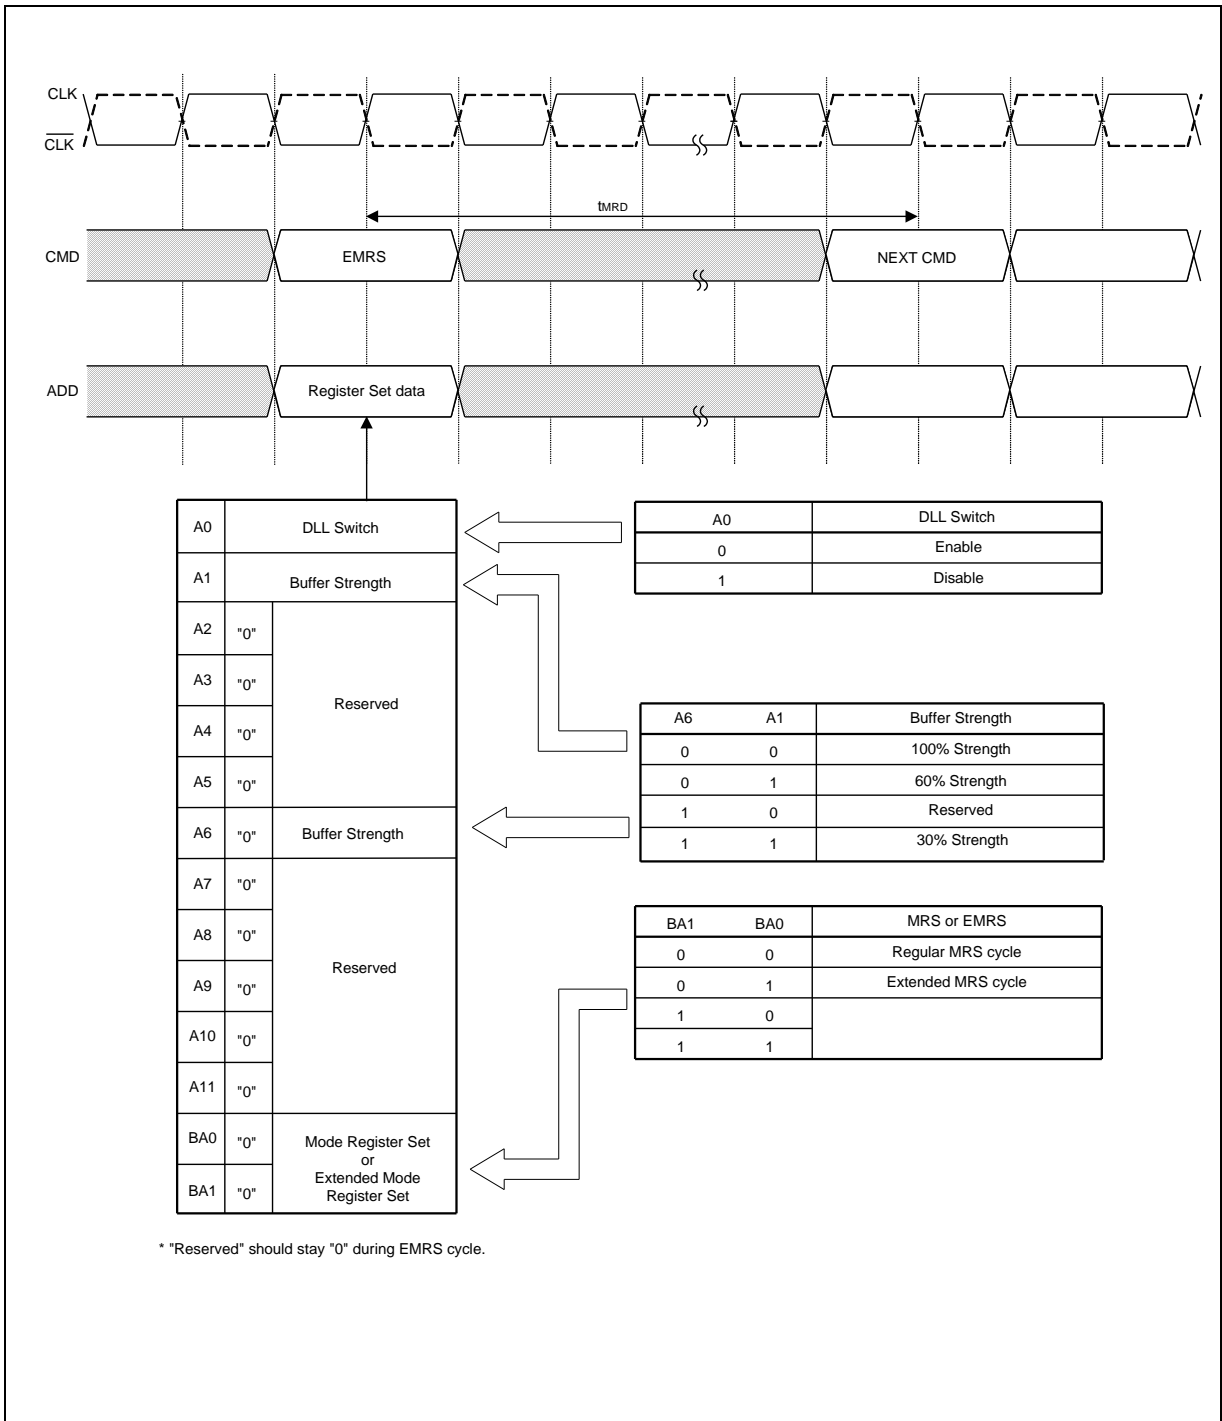 CLK
CLK
tMRD
CMD
EMRS
NEXT CMD
ADD
Register Set data
A0 DLL Switch
A1 Buffer Strength
A2 "0"
A3 "0"
Reserved
A4 "0"
A5 "0"
A6 "0" Buffer Strength
A7 "0"
A8 "0"
Reserved
A9 "0"
A10 "0"
A11 "0"
BA0 "0"
BA1 "0"
Mode Register Set
or
Extended Mode
Register Set
A0 DLL Switch
0 Enable
1 Disable
A6 A1 Buffer Strength
0 0 100% Strength
0 1 60% Strength
1 0 Reserved
1 1 30% Strength
BA1 BA0 MRS or EMRS
0 0 Regular MRS cycle
0 1 Extended MRS cycle
1 0
1 1
* "Reserved" should stay "0" during EMRS cycle.